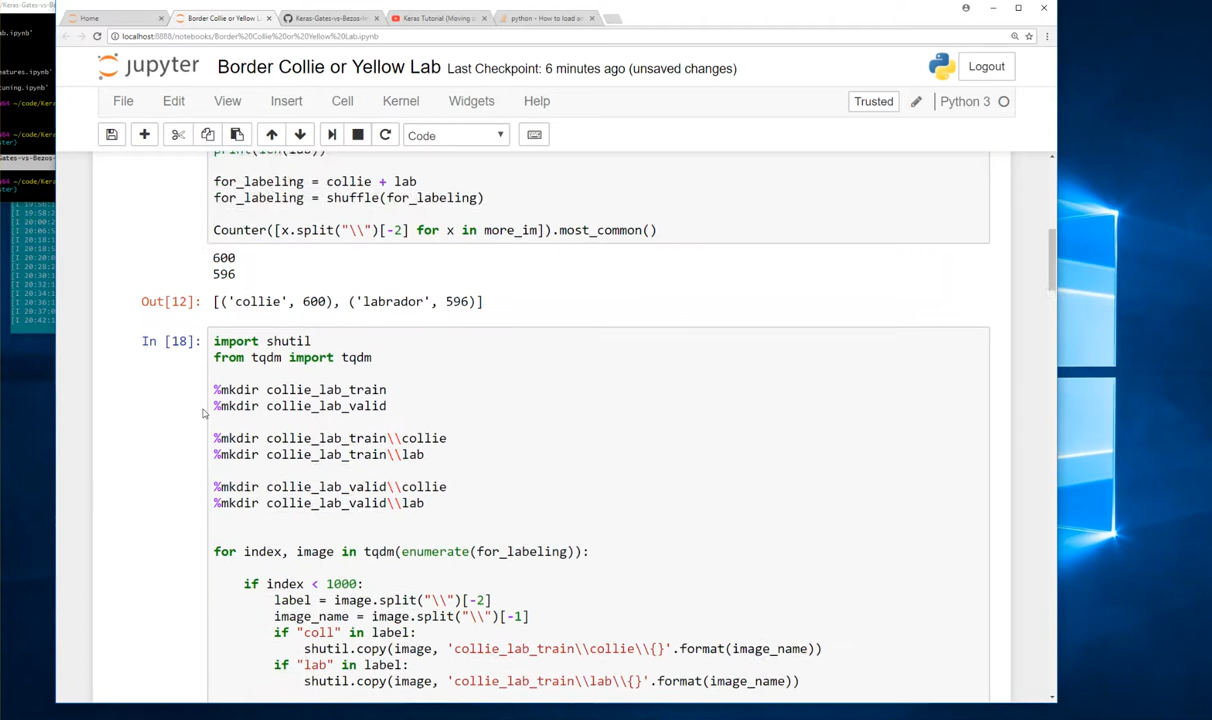 Home
Border Collie or Yellow Lab
Keras-Gates-vs-Bezos-
Keras Tutorial (Moving
python - How to load an
localhost:8888/notebooks/Border%20Collie%20or%20Yellow%20Lab.ipynb
jupyter Border Collie or Yellow Lab Last Checkpoint: 6 minutes ago (unsaved changes)
Logout
File Edit View Insert Cell Kernel Widgets Help
Trusted
Python 3
Code
for_labeling = collie + lab
for_labeling = shuffle(for_labeling)
Counter([x.split("\\")[-2] for x in more_im]).most_common()
600
596
Out[12]: [('collie', 600), ('labrador', 596)]
In [18]: import shutil
from tqdm import tqdm
%mkdir collie_lab_train
%mkdir collie_lab_valid
%mkdir collie_lab_train\\collie
%mkdir collie_lab_train\\lab
%mkdir collie_lab_valid\\collie
%mkdir collie_lab_valid\\lab
for index, image in tqdm(enumerate(for_labeling)):
if index < 1000:
label = image.split("\\")[-2]
image_name = image.split("\\")[-1]
if "coll" in label:
shutil.copy(image, 'collie_lab_train\\collie\\{}'.format(image_name))
if "lab" in label:
shutil.copy(image, 'collie_lab_train\\lab\\{}'.format(image_name))